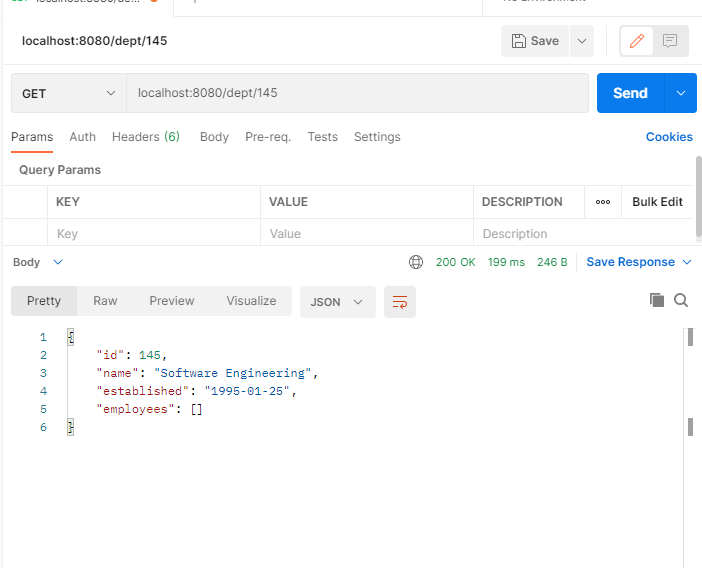 localhost:8080/dept/145
Save
GET localhost:8080/dept/145 Send
Params Auth Headers (6) Body Pre-req. Tests Settings Cookies
Query Params
KEY VALUE DESCRIPTION ooo Bulk Edit
Key Value Description
Body 200 OK 199 ms 246 B Save Response
Pretty Raw Preview Visualize JSON
1 {
2 "id": 145,
3 "name": "Software Engineering",
4 "established": "1995-01-25",
5 "employees": []
6 }